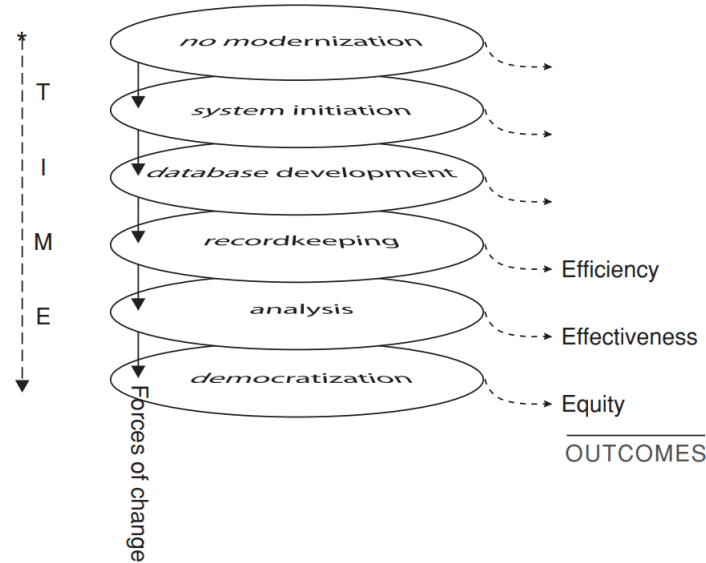 *
no modernization
T
system initiation
I
database development
M
recordkeeping
Efficiency
E
analysis
Effectiveness
democratization
Equity
Forces of change
OUTCOMES